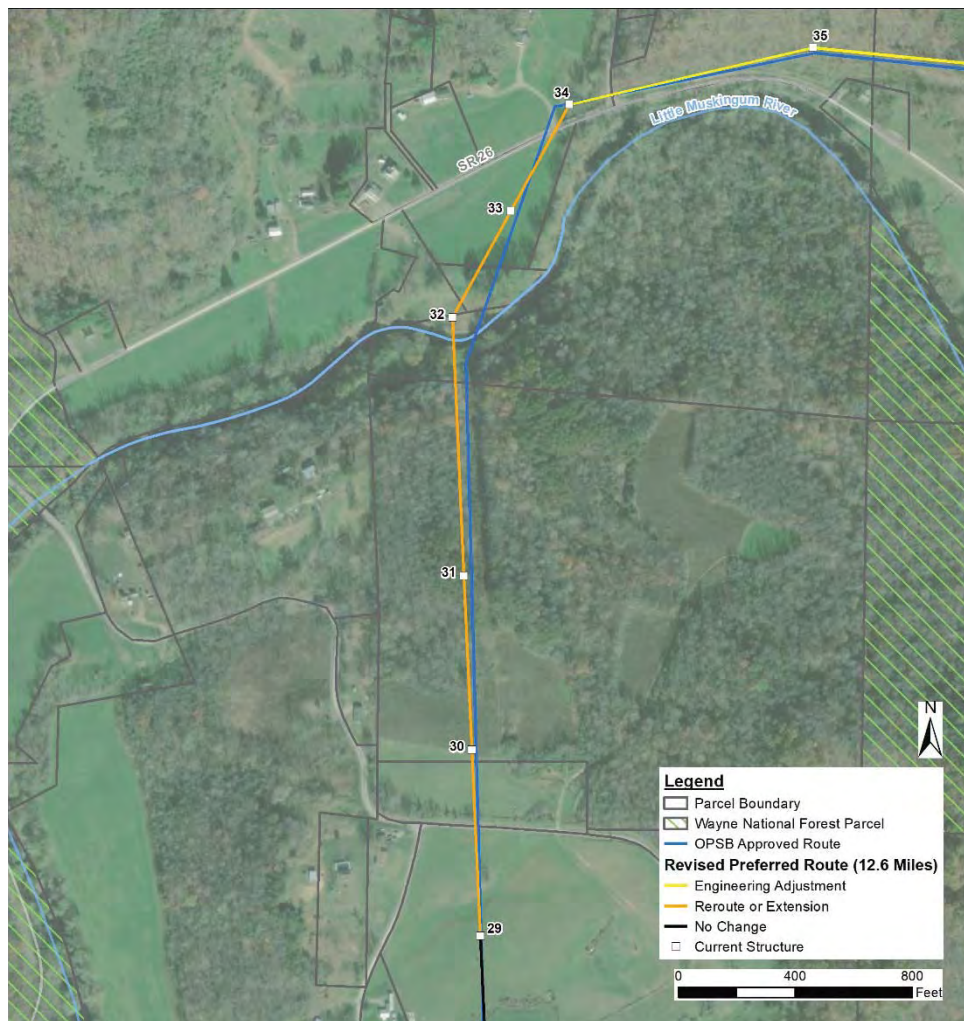 35
34
Little Muskingum River
SR 26
33
32
31
30
29
N
Legend
Parcel Boundary
Wayne National Forest Parcel
OPSB Approved Route
Revised Preferred Route (12.6 Miles)
Engineering Adjustment
Reroute or Extension
No Change
Current Structure
0 400 800
Feet